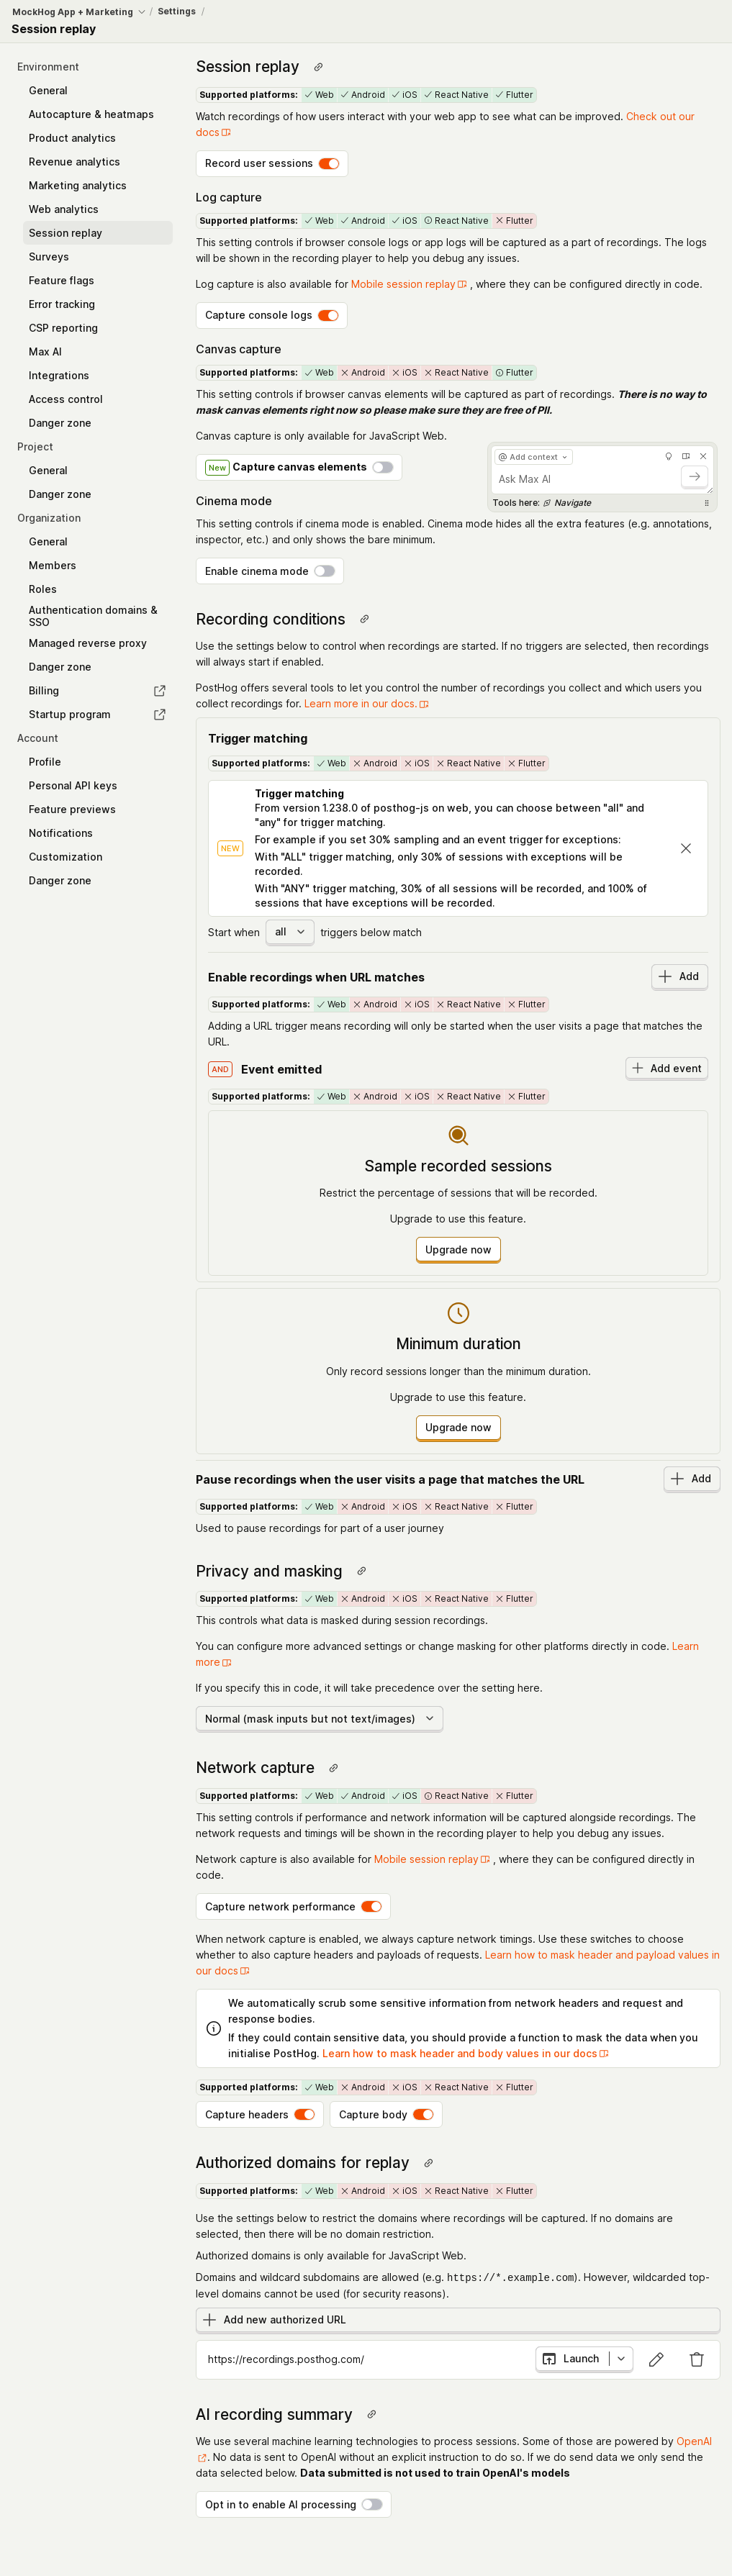 MockHog App + Marketing / Settings /
Session replay
Environment
General
Autocapture & heatmaps
Product analytics
Revenue analytics
Marketing analytics
Web analytics
Session replay
Surveys
Feature flags
Error tracking
CSP reporting
Max AI
Integrations
Access control
Danger zone
Project
General
Danger zone
Organization
General
Members
Roles
Authentication domains &
SSO
Managed reverse proxy
Danger zone
Billing
Startup program
Account
Profile
Personal API keys
Feature previews
Notifications
Customization
Danger zone
Session replay
Supported platforms: Web Android iOS React Native Flutter
Watch recordings of how users interact with your web app to see what can be improved. Check out our
docs
Record user sessions
Log capture
Supported platforms: Web Android iOS React Native Flutter
This setting controls if browser console logs or app logs will be captured as a part of recordings. The logs
will be shown in the recording player to help you debug any issues.
Log capture is also available for Mobile session replay , where they can be configured directly in code.
Capture console logs
Canvas capture
Supported platforms: Web Android iOS React Native Flutter
This setting controls if browser canvas elements will be captured as part of recordings. There is no way to
mask canvas elements right now so please make sure they are free of PII.
Canvas capture is only available for JavaScript Web.
New Capture canvas elements
@ Add context
Ask Max AI
Tools here: Navigate
Cinema mode
This setting controls if cinema mode is enabled. Cinema mode hides all the extra features (e.g. annotations,
inspector, etc.) and only shows the bare minimum.
Enable cinema mode
Recording conditions
Use the settings below to control when recordings are started. If no triggers are selected, then recordings
will always start if enabled.
PostHog offers several tools to let you control the number of recordings you collect and which users you
collect recordings for. Learn more in our docs.
Trigger matching
Supported platforms: Web Android iOS React Native Flutter
NEW
Trigger matching
From version 1.238.0 of posthog-js on web, you can choose between "all" and
"any" for trigger matching.
For example if you set 30% sampling and an event trigger for exceptions:
With "ALL" trigger matching, only 30% of sessions with exceptions will be
recorded.
With "ANY" trigger matching, 30% of all sessions will be recorded, and 100% of
sessions that have exceptions will be recorded.
Start when all triggers below match
Enable recordings when URL matches
Add
Supported platforms: Web Android iOS React Native Flutter
Adding a URL trigger means recording will only be started when the user visits a page that matches the
URL.
AND Event emitted
Add event
Supported platforms: Web Android iOS React Native Flutter
Sample recorded sessions
Restrict the percentage of sessions that will be recorded.
Upgrade to use this feature.
Upgrade now
Minimum duration
Only record sessions longer than the minimum duration.
Upgrade to use this feature.
Upgrade now
Pause recordings when the user visits a page that matches the URL
Add
Supported platforms: Web Android iOS React Native Flutter
Used to pause recordings for part of a user journey
Privacy and masking
Supported platforms: Web Android iOS React Native Flutter
This controls what data is masked during session recordings.
You can configure more advanced settings or change masking for other platforms directly in code. Learn
more
If you specify this in code, it will take precedence over the setting here.
Normal (mask inputs but not text/images)
Network capture
Supported platforms: Web Android iOS React Native Flutter
This setting controls if performance and network information will be captured alongside recordings. The
network requests and timings will be shown in the recording player to help you debug any issues.
Network capture is also available for Mobile session replay , where they can be configured directly in
code.
Capture network performance
When network capture is enabled, we always capture network timings. Use these switches to choose
whether to also capture headers and payloads of requests. Learn how to mask header and payload values in
our docs
We automatically scrub some sensitive information from network headers and request and
response bodies.
If they could contain sensitive data, you should provide a function to mask the data when you
initialise PostHog. Learn how to mask header and body values in our docs
Supported platforms: Web Android iOS React Native Flutter
Capture headers
Capture body
Authorized domains for replay
Supported platforms: Web Android iOS React Native Flutter
Use the settings below to restrict the domains where recordings will be captured. If no domains are
selected, then there will be no domain restriction.
Authorized domains is only available for JavaScript Web.
Domains and wildcard subdomains are allowed (e.g. https://*.example.com). However, wildcarded top-
level domains cannot be used (for security reasons).
Add new authorized URL
https://recordings.posthog.com/
Launch
AI recording summary
We use several machine learning technologies to process sessions. Some of those are powered by OpenAI
. No data is sent to OpenAI without an explicit instruction to do so. If we do send data we only send the
data selected below. Data submitted is not used to train OpenAI's models
Opt in to enable AI processing